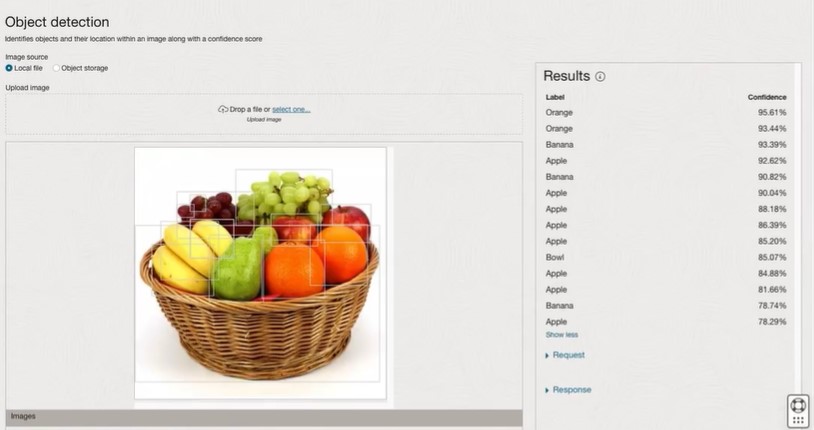 Object detection
Identifies objects and their location within an image along with a confidence score
Image source
Local file Object storage
Upload image
Drop a file or select one...
Upload image
Images
Results
Label Confidence
Orange 95.61%
Orange 93.44%
Banana 93.39%
Apple 92.62%
Banana 90.82%
Apple 90.04%
Apple 88.18%
Apple 86.39%
Apple 85.20%
Bowl 85.07%
Apple 84.88%
Apple 81.66%
Banana 78.74%
Apple 78.29%
Show less
Request
Response